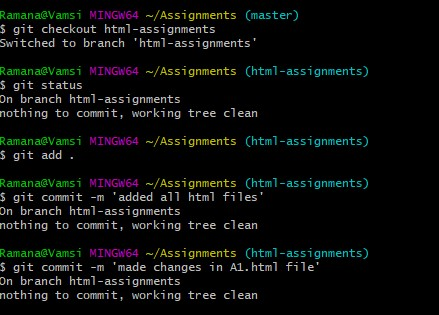 Ramana@Vamsi MINGW64 ~/Assignments (master)
$ git checkout html-assignments
Switched to branch 'html-assignments'
Ramana@Vamsi MINGW64 ~/Assignments (html-assignments)
$ git status
On branch html-assignments
nothing to commit, working tree clean
Ramana@Vamsi MINGW64 ~/Assignments (html-assignments)
$ git add .
Ramana@Vamsi MINGW64 ~/Assignments (html-assignments)
$ git commit -m 'added all html files'
On branch html-assignments
nothing to commit, working tree clean
Ramana@Vamsi MINGW64 ~/Assignments (html-assignments)
$ git commit -m 'made changes in A1.html file'
On branch html-assignments
nothing to commit, working tree clean